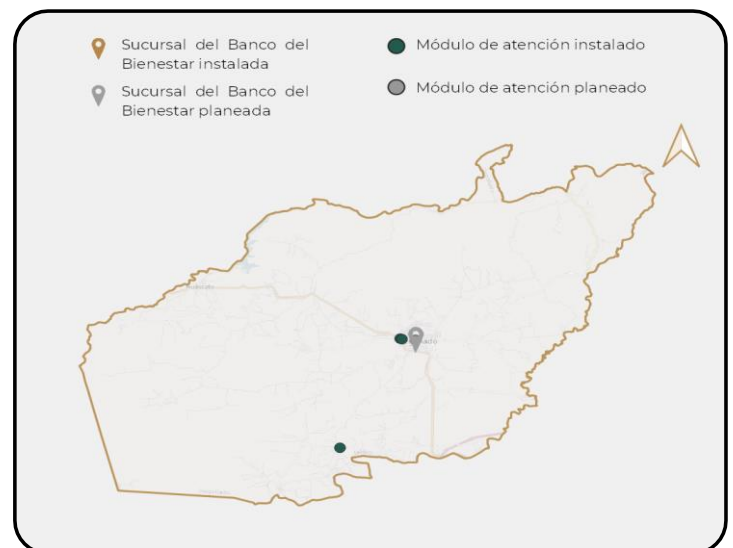 Sucursal del Banco del
Bienestar instalada
Sucursal del Banco del
Bienestar planeada
Módulo de atención instalado
Módulo de atención planeado